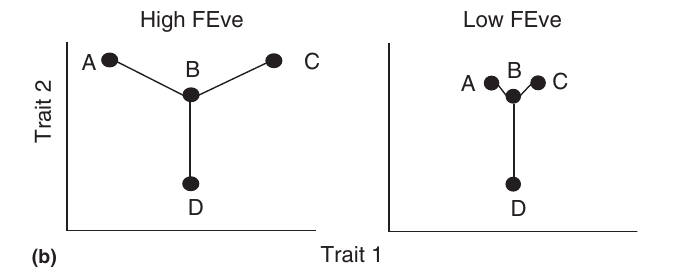 High FEve
Low FEve
Trait 2
A
B
C
D
A
B
C
D
(b)
Trait 1